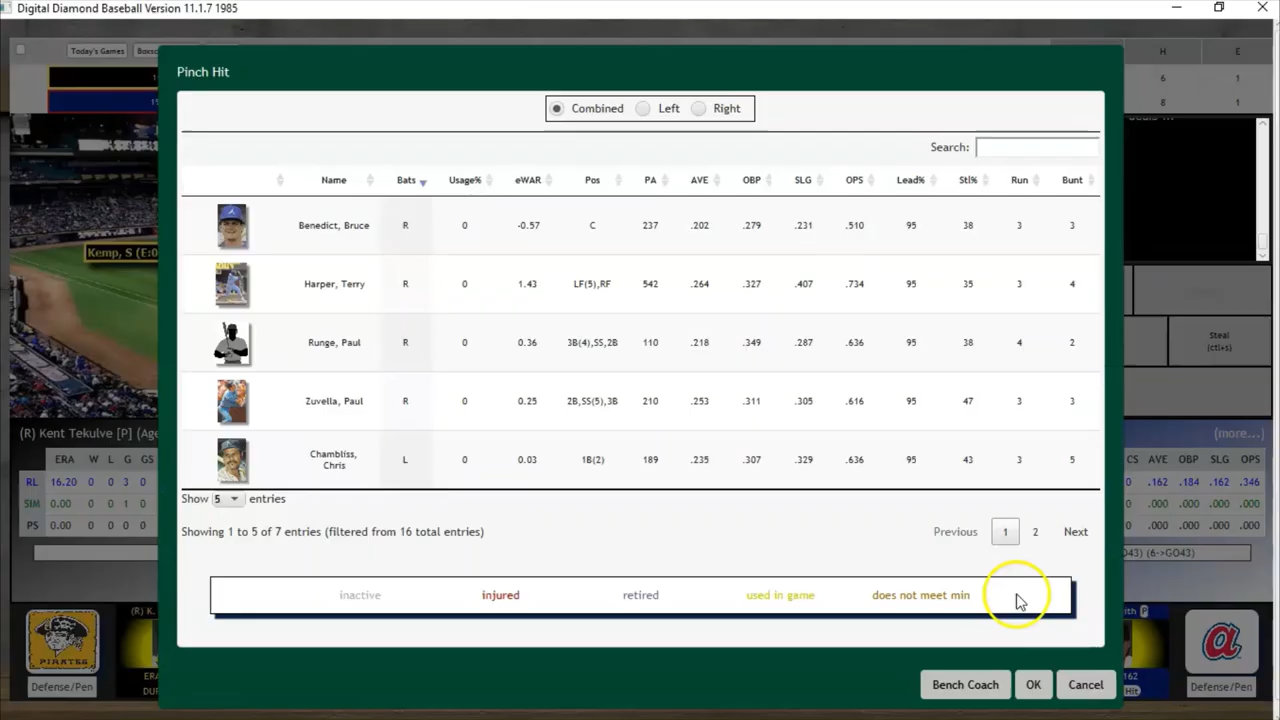 Digital Diamond Baseball Version 11.1.7 1985
Today's Games
H E
6 1
8 1
Pinch Hit
Combined Left Right
Search:
Name Bats Usage% eWAR Pos PA AVE OBP SLG OPS Lead% Stl% Run Bunt
Benedict, Bruce R 0 -0.57 C 237 .202 .279 .231 .510 95 38 3 3
Harper, Terry R 0 1.43 LF(5),RF 542 .264 .327 .407 .734 95 35 3 4
Runge, Paul R 0 0.36 3B(4),SS,2B 110 .218 .349 .287 .636 95 38 4 2
Zuvella, Paul R 0 0.25 2B,SS(5),3B 210 .253 .311 .305 .616 95 47 3 3
Chambliss,
Chris L 0 0.03 1B(2) 189 .235 .307 .329 .636 95 43 3 5
Show 5 entries
Showing 1 to 5 of 7 entries (filtered from 16 total entries)
Previous 1 2 Next
inactive injured retired used in game does not meet min
Bench Coach OK Cancel
Kemp, S (E:0
Steal
(ctl+s)
(R) Kent Tekulve [P] (Age
(more...)
ERA W L G GS
RL 16.20 0 0 3 0
SIM 0.00 0 0 1 0
PS 0.00 0 0 0 0
CS AVE OBP SLG OPS
.162 .184 .162 .346
.000 .000 .000 .000
.000 .000 .000 .000
GO43) (6->GO43)
PIRATES
Defense/Pen
(R) K.
ERA
DUR
P
162
Hit
Defense/Pen